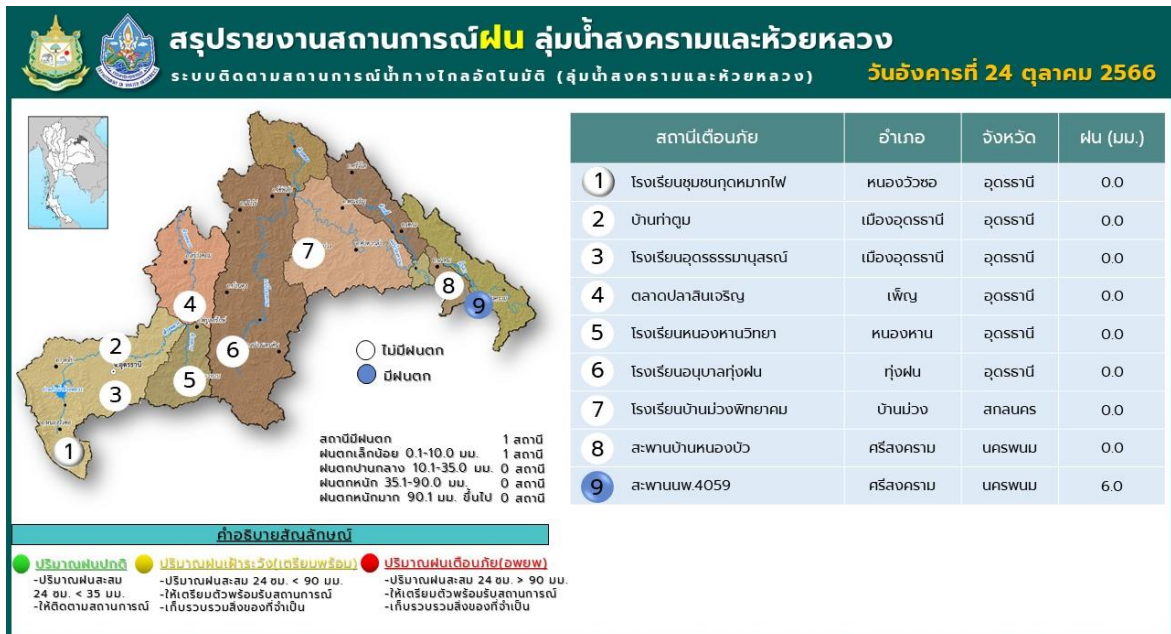 สรุปรายงานสถานการณ์ฝน ลุ่มน้ำสงครามและห้วยหลวง
ระบบติดตามสถานการณ์น้ำทางไกลอัตโนมัติ (ลุ่มน้ำสงครามและห้วยหลวง)
วันอังคารที่ 24 ตุลาคม 2566
สถานีเตือนภัย อำเภอ จังหวัด ฝน (มม.)
1 โรงเรียนชุมชนกุดหมากไฟ หนองวัวซอ อุดรธานี 0.0
2 บ้านท่าตูม เมืองอุดรธานี อุดรธานี 0.0
3 โรงเรียนอุดรธรรมานุสรณ์ เมืองอุดรธานี อุดรธานี 0.0
4 ตลาดปลาสินเจริญ เพ็ญ อุดรธานี 0.0
5 โรงเรียนหนองหานวิทยา หนองหาน อุดรธานี 0.0
6 โรงเรียนอนุบาลทุ่งฝน ทุ่งฝน อุดรธานี 0.0
7 โรงเรียนบ้านม่วงพิทยาคม บ้านม่วง สกลนคร 0.0
8 สะพานบ้านหนองบัว ศรีสงคราม นครพนม 0.0
9 สะพานนพ.4059 ศรีสงคราม นครพนม 6.0
7
8
9
4
2
6
5
3
1
อุดรธานี
ไม่มีฝนตก
มีฝนตก
สถานีมีฝนตก 1 สถานี
ฝนตกเล็กน้อย 0.1-10.0 มม. 1 สถานี
ฝนตกปานกลาง 10.1-35.0 มม. 0 สถานี
ฝนตกหนัก 35.1-90.0 มม. 0 สถานี
ฝนตกหนักมาก 90.1 มม. ขึ้นไป 0 สถานี
คำอธิบายสัญลักษณ์
ปริมาณฝนปกติ
-ปริมาณฝนสะสม
24 ชม. < 35 มม.
-ให้ติดตามสถานการณ์
ปริมาณฝนเฝ้าระวัง(เตรียมพร้อม)
-ปริมาณฝนสะสม 24 ชม. < 90 มม.
-ให้เตรียมตัวพร้อมรับสถานการณ์
-เก็บรวบรวมสิ่งของที่จำเป็น
ปริมาณฝนเตือนภัย(อพยพ)
-ปริมาณฝนสะสม 24 ชม. > 90 มม.
-ให้เตรียมตัวพร้อมรับสถานการณ์
-เก็บรวบรวมสิ่งของที่จำเป็น